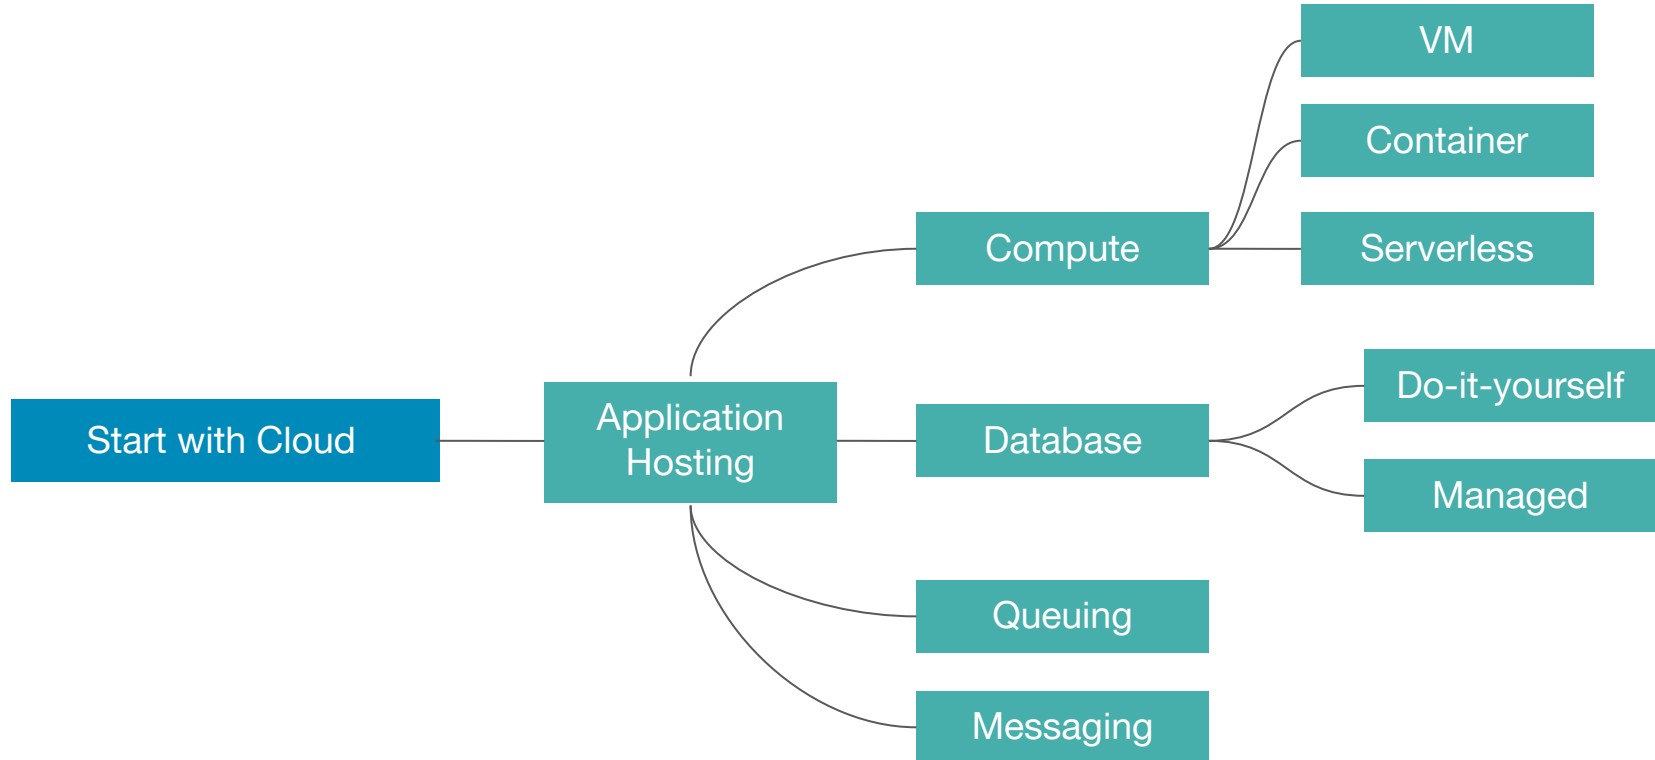 VM
Container
Compute
Serverless
Do-it-yourself
Start with Cloud
Application
Hosting
Database
Managed
Queuing
Messaging